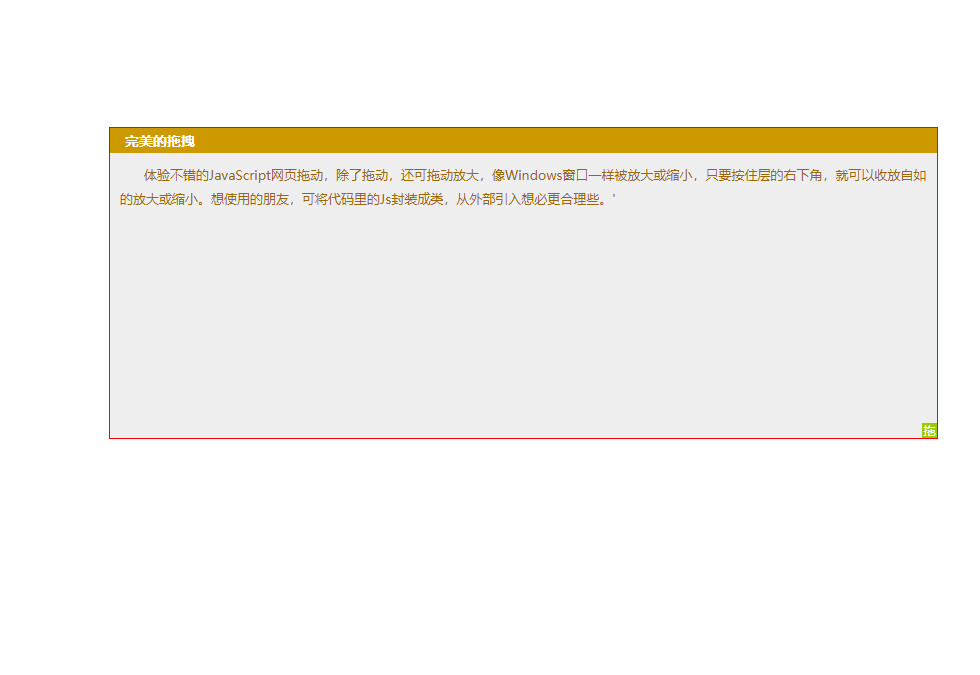 完美的拖拽
体验不错的JavaScript网页拖动，除了拖动，还可拖动放大，像Windows窗口一样被放大或缩小，只要按住层的右下角，就可以收放自如
的放大或缩小。想使用的朋友，可将代码里的Js封装成类，从外部引入想必更合理些。'
拖